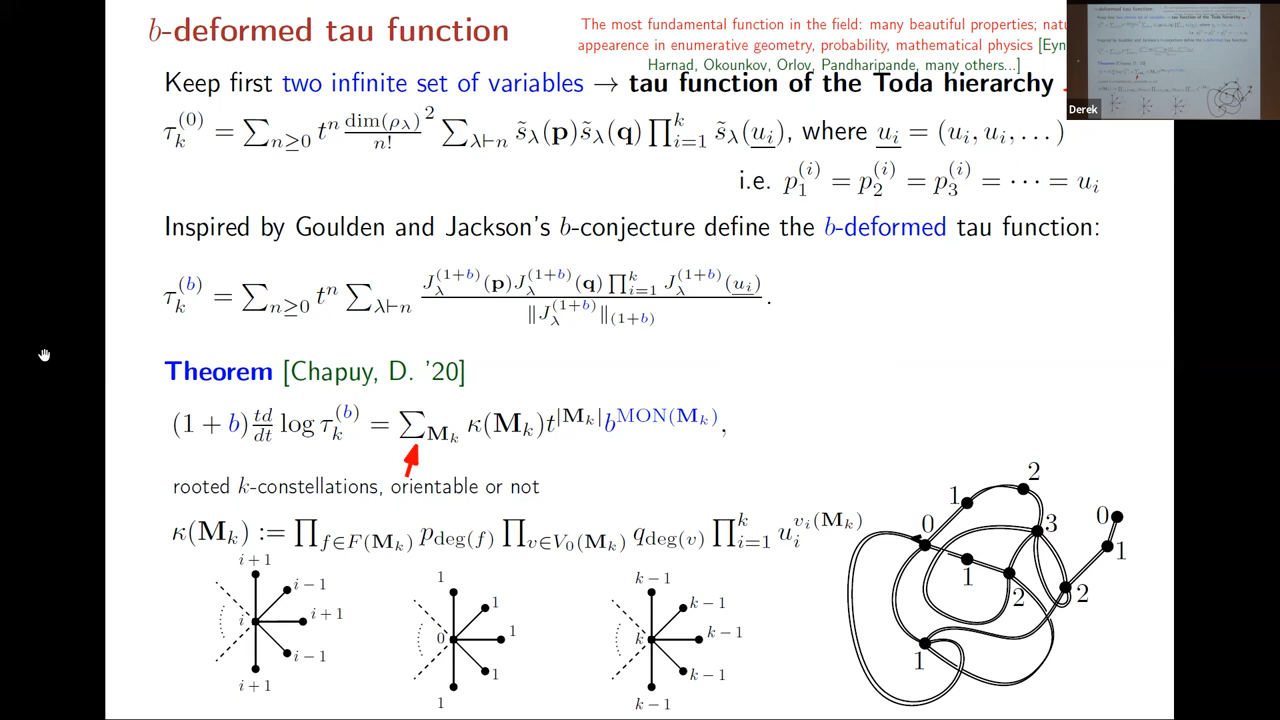 b-deformed tau function
The most fundamental function in the field: many beautiful properties; natu
appearence in enumerative geometry, probability, mathematical physics [Eyn
Harnad, Okounkov, Orlov, Pandharipande, many others...]
Keep first two infinite set of variables → tau function of the Toda hierarchy
τ_k^{(0)} = ∑_{n≥0} t^n \frac{dim(ρ_λ)}{n!}^2 ∑_{λ⊢n} s̃_λ(p)s̃_λ(q) ∏_{i=1}^k s̃_λ(u_i), where u_i = (u_i, u_i, . . . )
i.e. p_1^{(i)} = p_2^{(i)} = p_3^{(i)} = ⋯ = u_i
Inspired by Goulden and Jackson's b-conjecture define the b-deformed tau function:
τ_k^{(b)} = ∑_{n≥0} t^n ∑_{λ⊢n} \frac{J_λ^{(1+b)}(p)J_λ^{(1+b)}(q) ∏_{i=1}^k J_λ^{(1+b)}(u_i)}{‖J_λ^{(1+b)}‖_{(1+b)}}.
Theorem [Chapuy, D. '20]
(1 + b)\frac{td}{dt} log τ_k^{(b)} = ∑_{M_k} κ(M_k)t^{|M_k|}b^{MON(M_k)},
rooted k-constellations, orientable or not
κ(M_k) := ∏_{f∈F(M_k)} p_{deg(f)} ∏_{v∈V_0(M_k)} q_{deg(v)} ∏_{i=1}^k u_i^{v_i(M_k)}
i + 1
i − 1
i
i + 1
i − 1
i + 1
1
1
0
1
1
1
k − 1
k − 1
k
k − 1
k − 1
k − 1
2
1
0
3
0
1
1
2
2
1
Derek